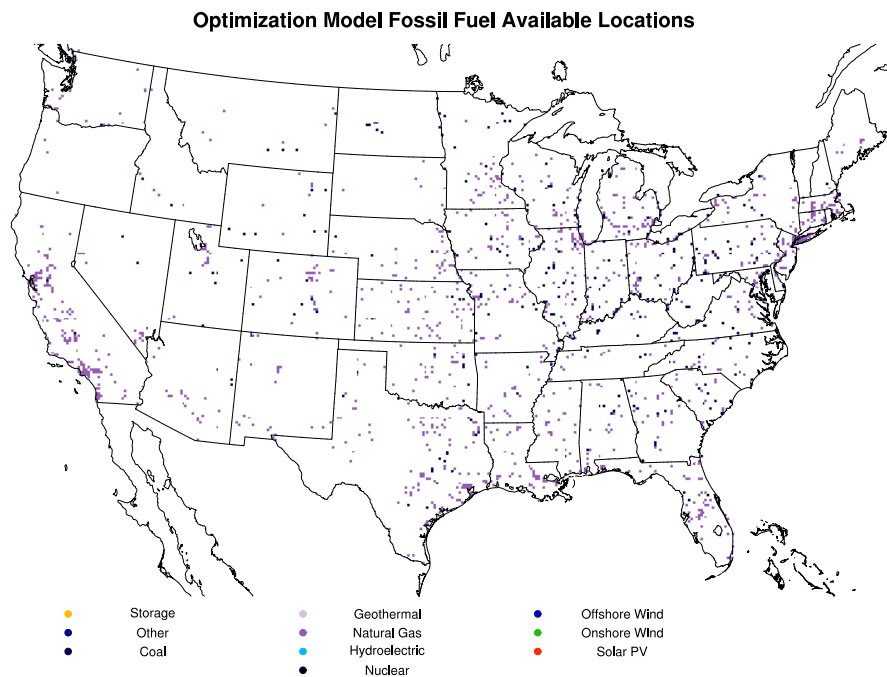 Optimization Model Fossil Fuel Available Locations
Storage
Other
Coal
Geothermal
Natural Gas
Hydroelectric
Nuclear
Offshore Wind
Onshore WInd
Solar PV